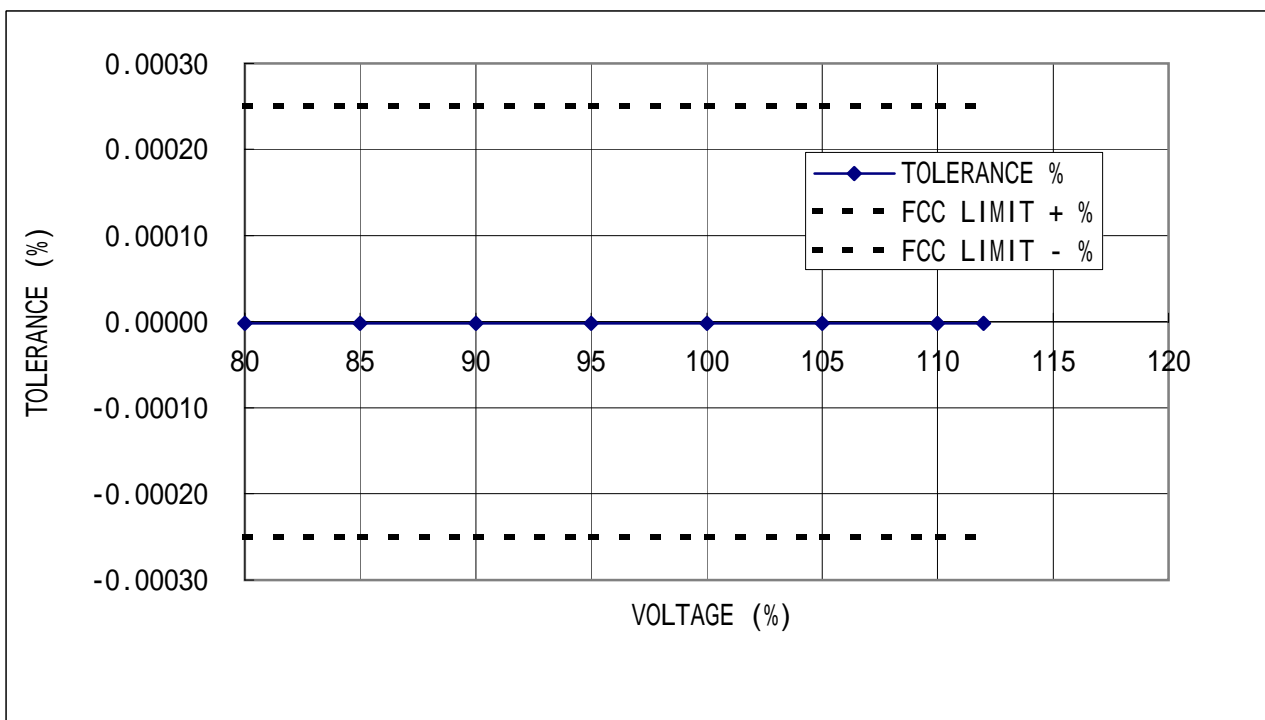 0.00030
0.00020
0.00010
0.00000
-0.00010
-0.00020
-0.00030
TOLERANCE (%)
TOLERANCE %
FCC LIMIT + %
FCC LIMIT - %
80 85 90 95 100 105 110 115 120
VOLTAGE (%)